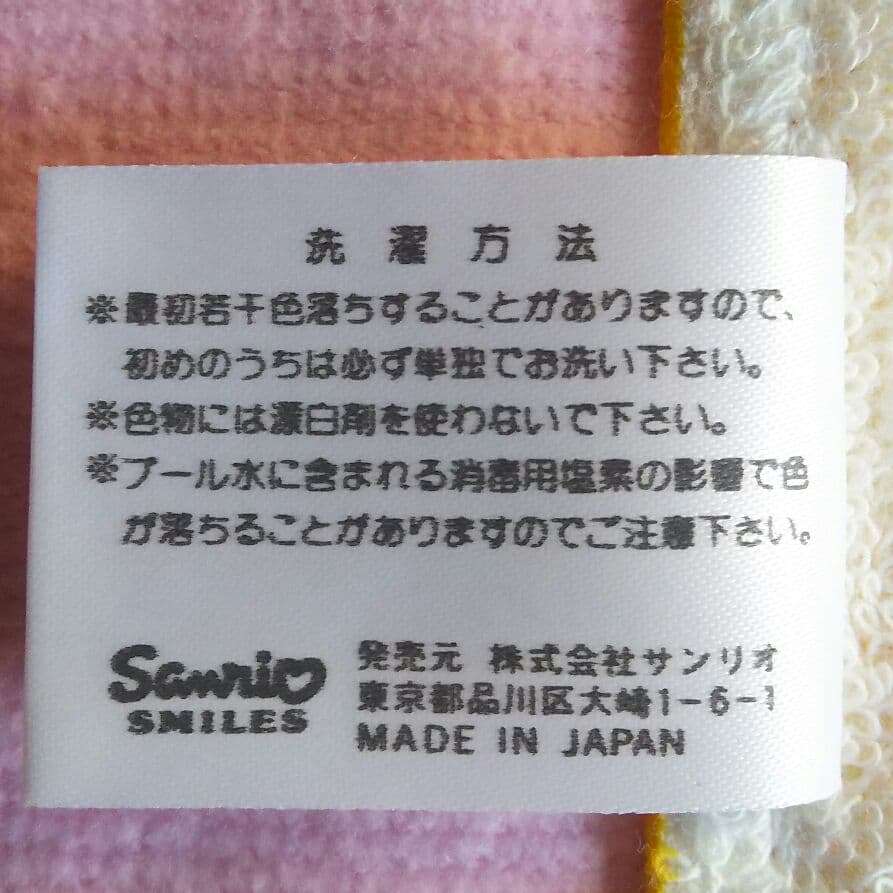 洗濯方法
※最初若干色落ちすることがありますので、
初めのうちは必ず単独でお洗い下さい。
※色物には漂白剤を使わないで下さい。
※プール水に含まれる消毒用塩素の影響で色
が落ちることがありますのでご注意下さい。
Sanrio
SMILES
発売元 株式会社サンリオ
東京都品川区大崎1-6-1
MADE IN JAPAN